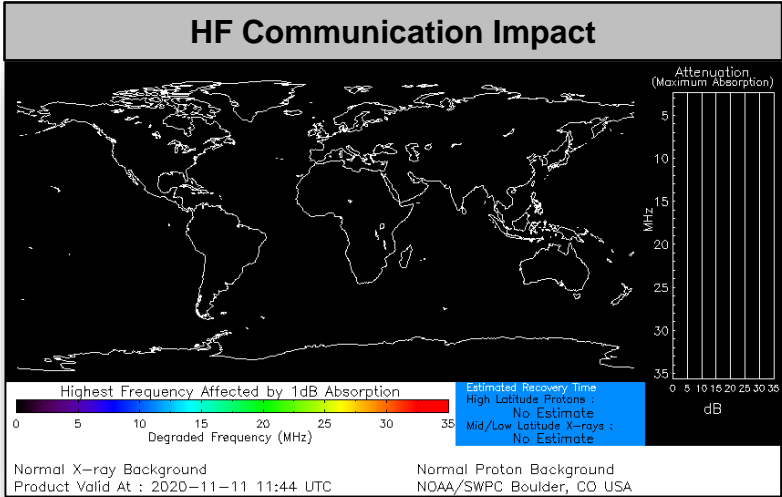 HF Communication Impact
Attenuation
(Maximum Absorption)
5
10
15
20
25
30
35
MHz
0 5 10 15 20 25 30 35
dB
Highest Frequency Affected by 1dB Absorption
0 5 10 15 20 25 30 35
Degraded Frequency (MHz)
Estimated Recovery Time
High Latitude Protons :
No Estimate
Mid/Low Latitude X-rays :
No Estimate
Normal X-ray Background
Normal Proton Background
Product Valid At : 2020-11-11 11:44 UTC
NOAA/SWPC Boulder, CO USA